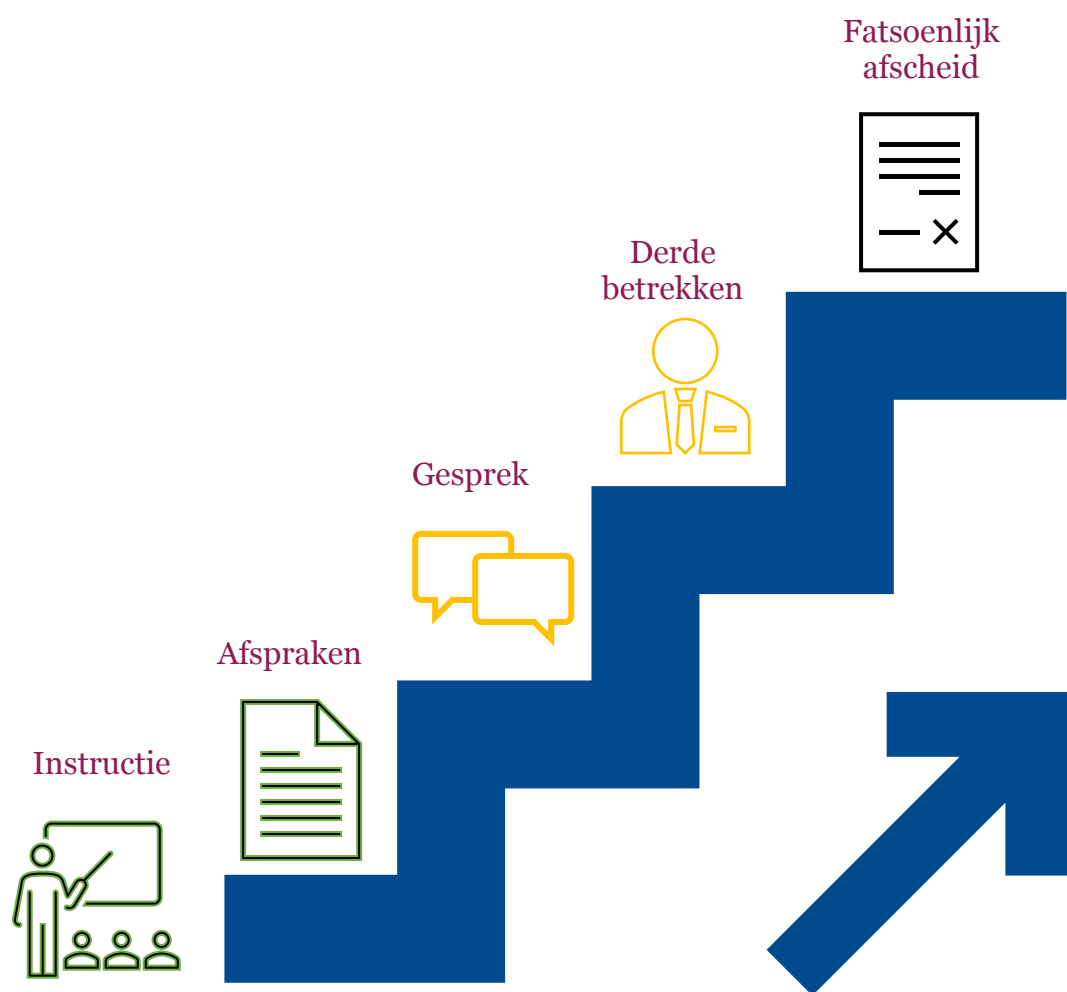 Fatsoenlijk
afscheid
Derde
betrekken
Gesprek
Afspraken
Instructie